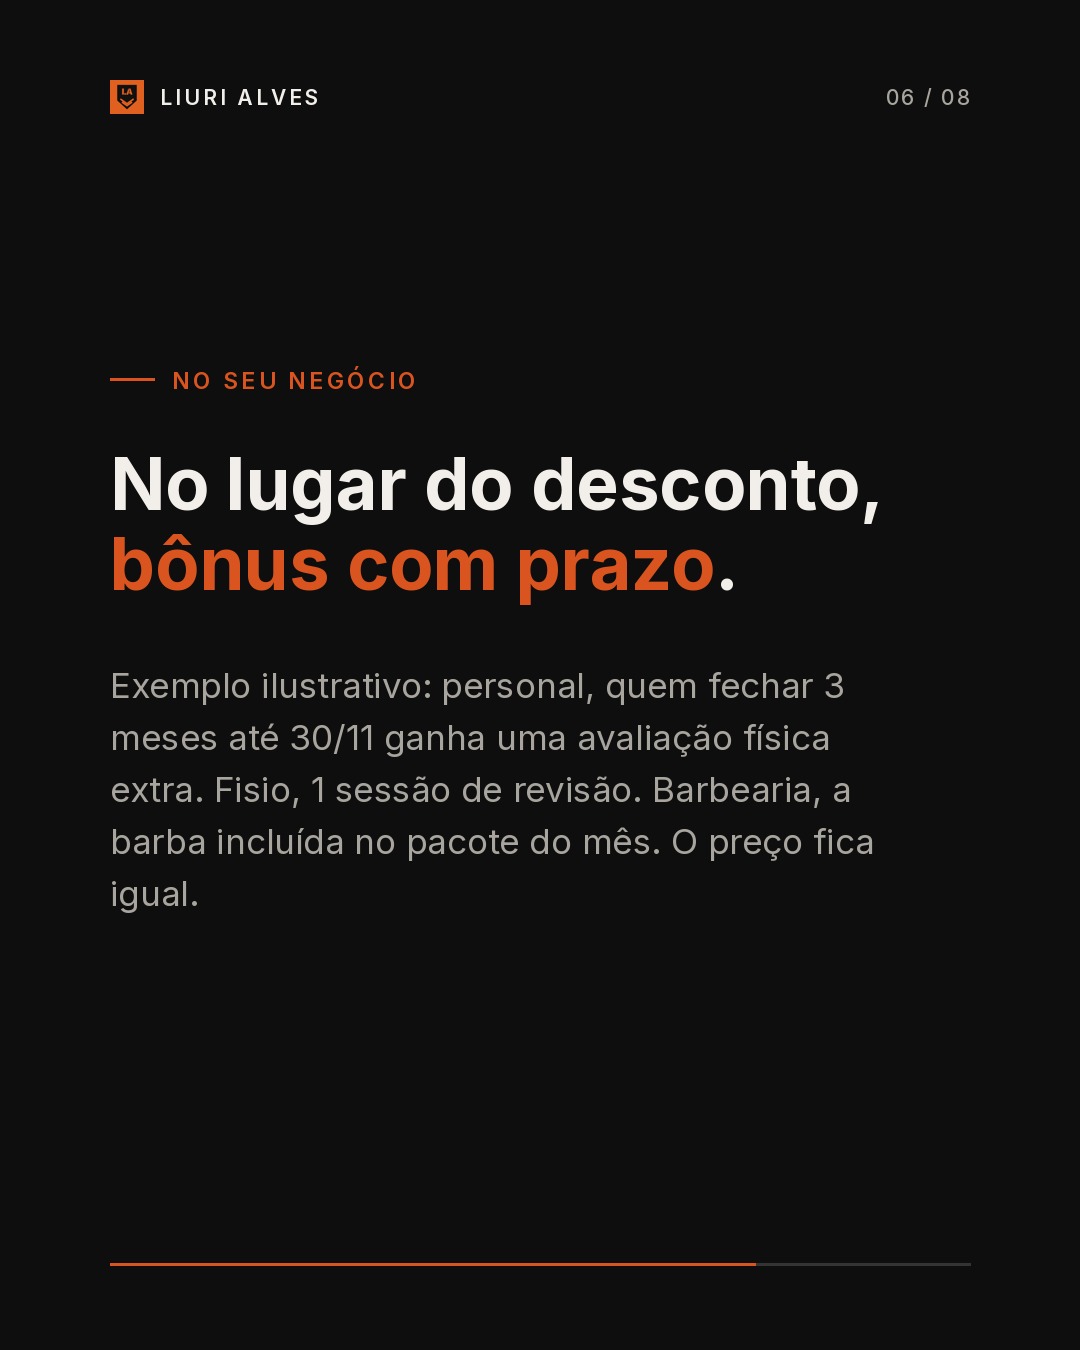 LA
LIURI ALVES
06 / 08
NO SEU NEGÓCIO
No lugar do desconto,
bônus com prazo.
Exemplo ilustrativo: personal, quem fechar 3
meses até 30/11 ganha uma avaliação física
extra. Fisio, 1 sessão de revisão. Barbearia, a
barba incluída no pacote do mês. O preço fica
igual.